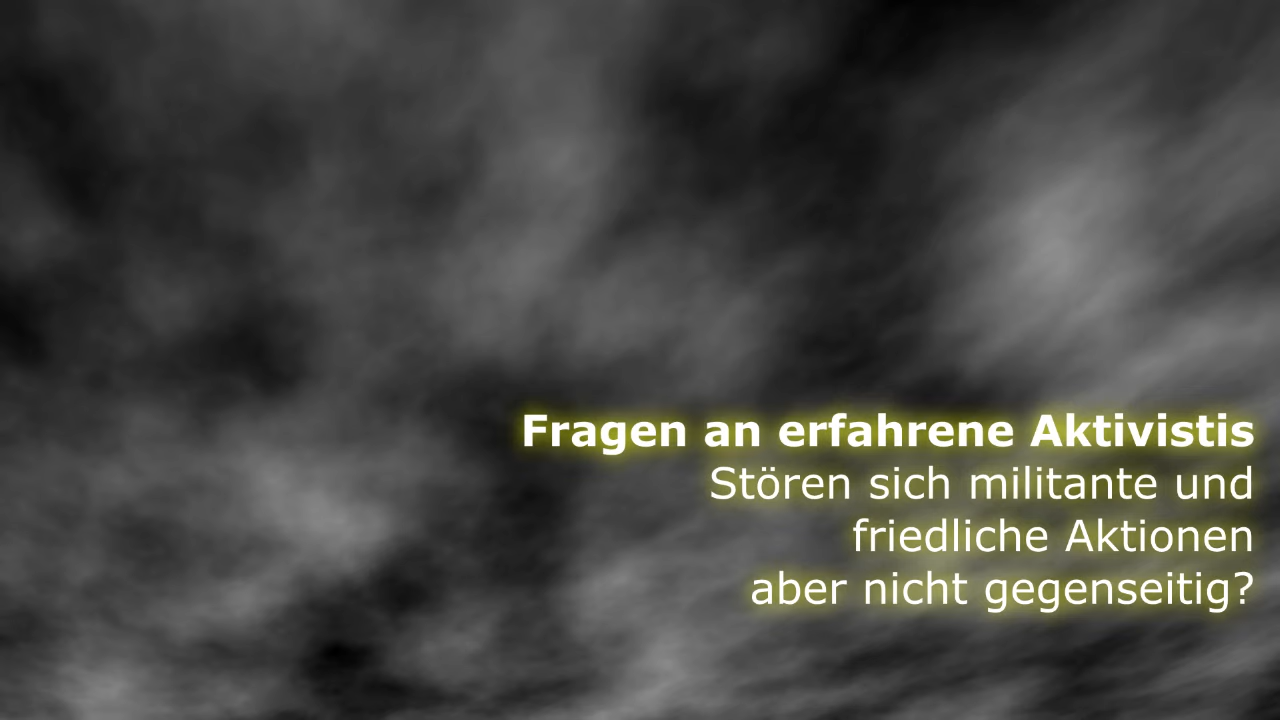 Fragen an erfahrene Aktivistis
Stören sich militante und
friedliche Aktionen
aber nicht gegenseitig?